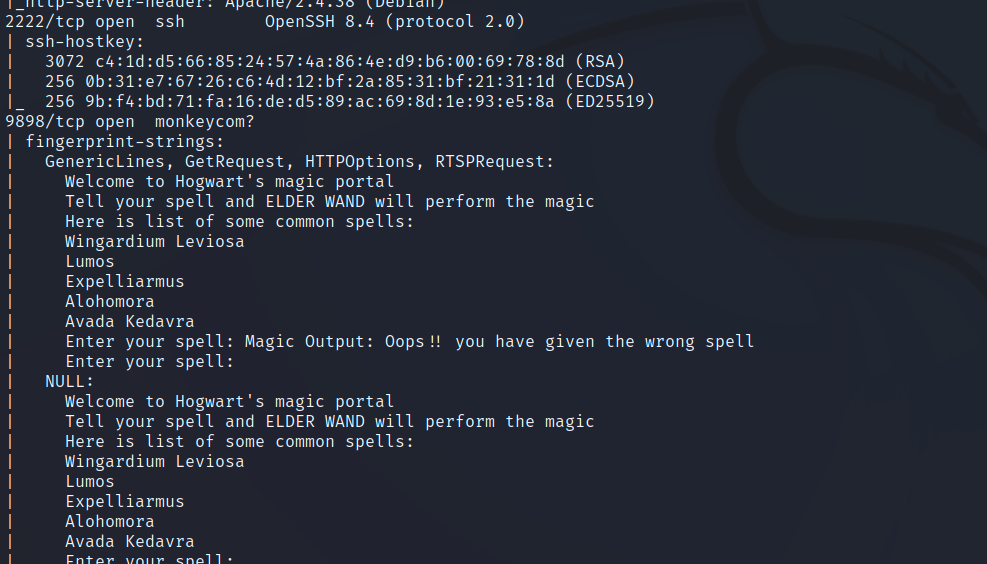 |_http-server-header: Apache/2.4.38 (Debian)
2222/tcp open  ssh        OpenSSH 8.4 (protocol 2.0)
| ssh-hostkey:
|   3072 c4:1d:d5:66:85:24:57:4a:86:4e:d9:b6:00:69:78:8d (RSA)
|   256 0b:31:e7:67:26:c6:4d:12:bf:2a:85:31:bf:21:31:1d (ECDSA)
|_  256 9b:f4:bd:71:fa:16:de:d5:89:ac:69:8d:1e:93:e5:8a (ED25519)
9898/tcp open  monkeycom?
| fingerprint-strings:
|   GenericLines, GetRequest, HTTPOptions, RTSPRequest:
|     Welcome to Hogwart's magic portal
|     Tell your spell and ELDER WAND will perform the magic
|     Here is list of some common spells:
|     Wingardium Leviosa
|     Lumos
|     Expelliarmus
|     Alohomora
|     Avada Kedavra
|     Enter your spell: Magic Output: Oops!! you have given the wrong spell
|     Enter your spell:
|   NULL:
|     Welcome to Hogwart's magic portal
|     Tell your spell and ELDER WAND will perform the magic
|     Here is list of some common spells:
|     Wingardium Leviosa
|     Lumos
|     Expelliarmus
|     Alohomora
|     Avada Kedavra
|     Enter your spell: